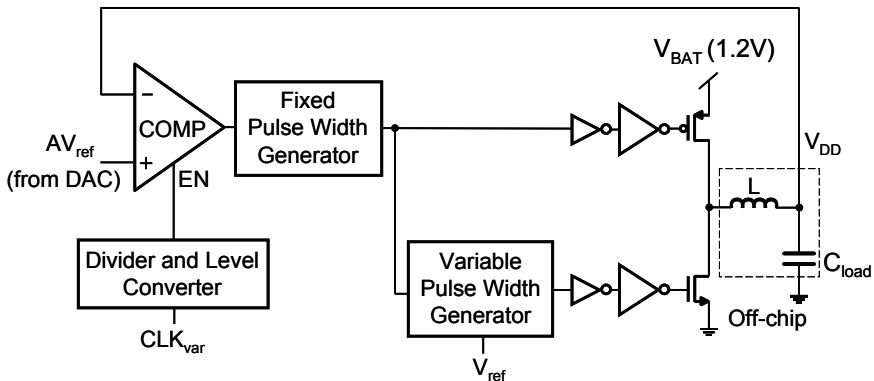 V_BAT (1.2V)
Fixed
Pulse Width
Generator
COMP
−
+
AV_ref
(from DAC)
EN
V_DD
L
Divider and Level
Converter
Variable
Pulse Width
Generator
C_load
Off-chip
CLK_var
V_ref